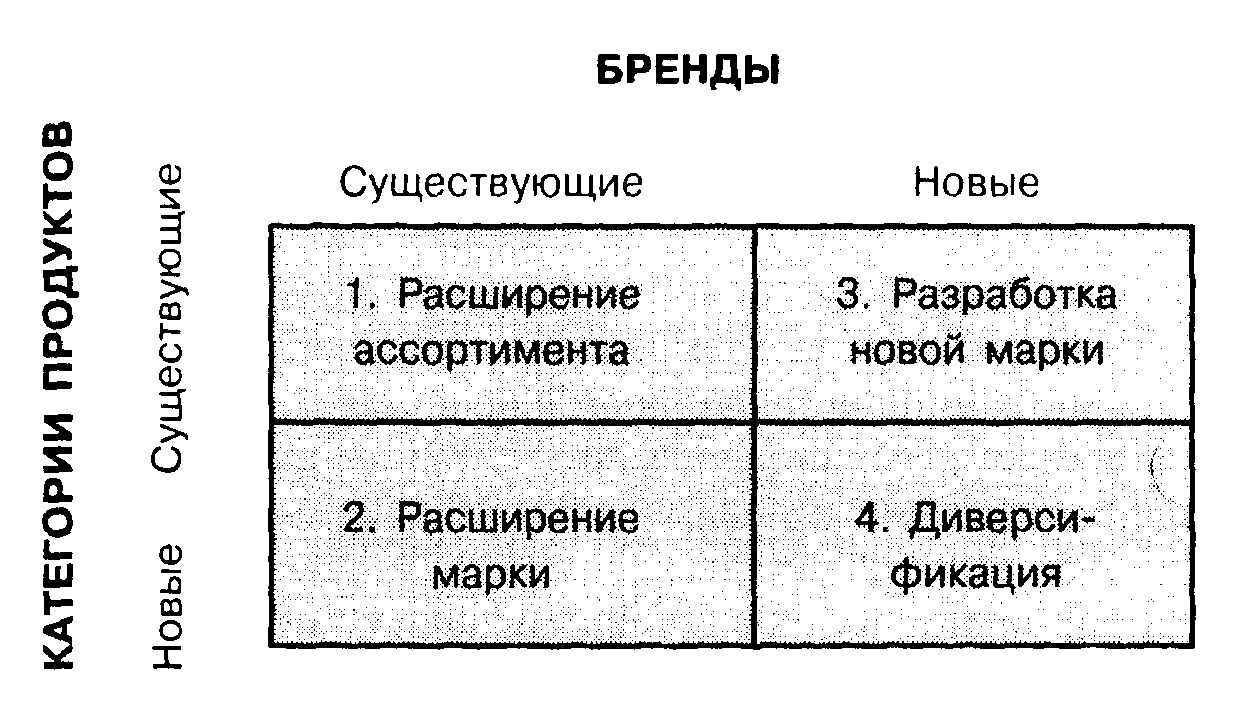 БРЕНДЫ
КАТЕГОРИИ ПРОДУКТОВ
Существующие
Новые
Существующие
1. Расширение
ассортимента
3. Разработка
новой марки
Новые
2. Расширение
марки
4. Диверси-
фикация